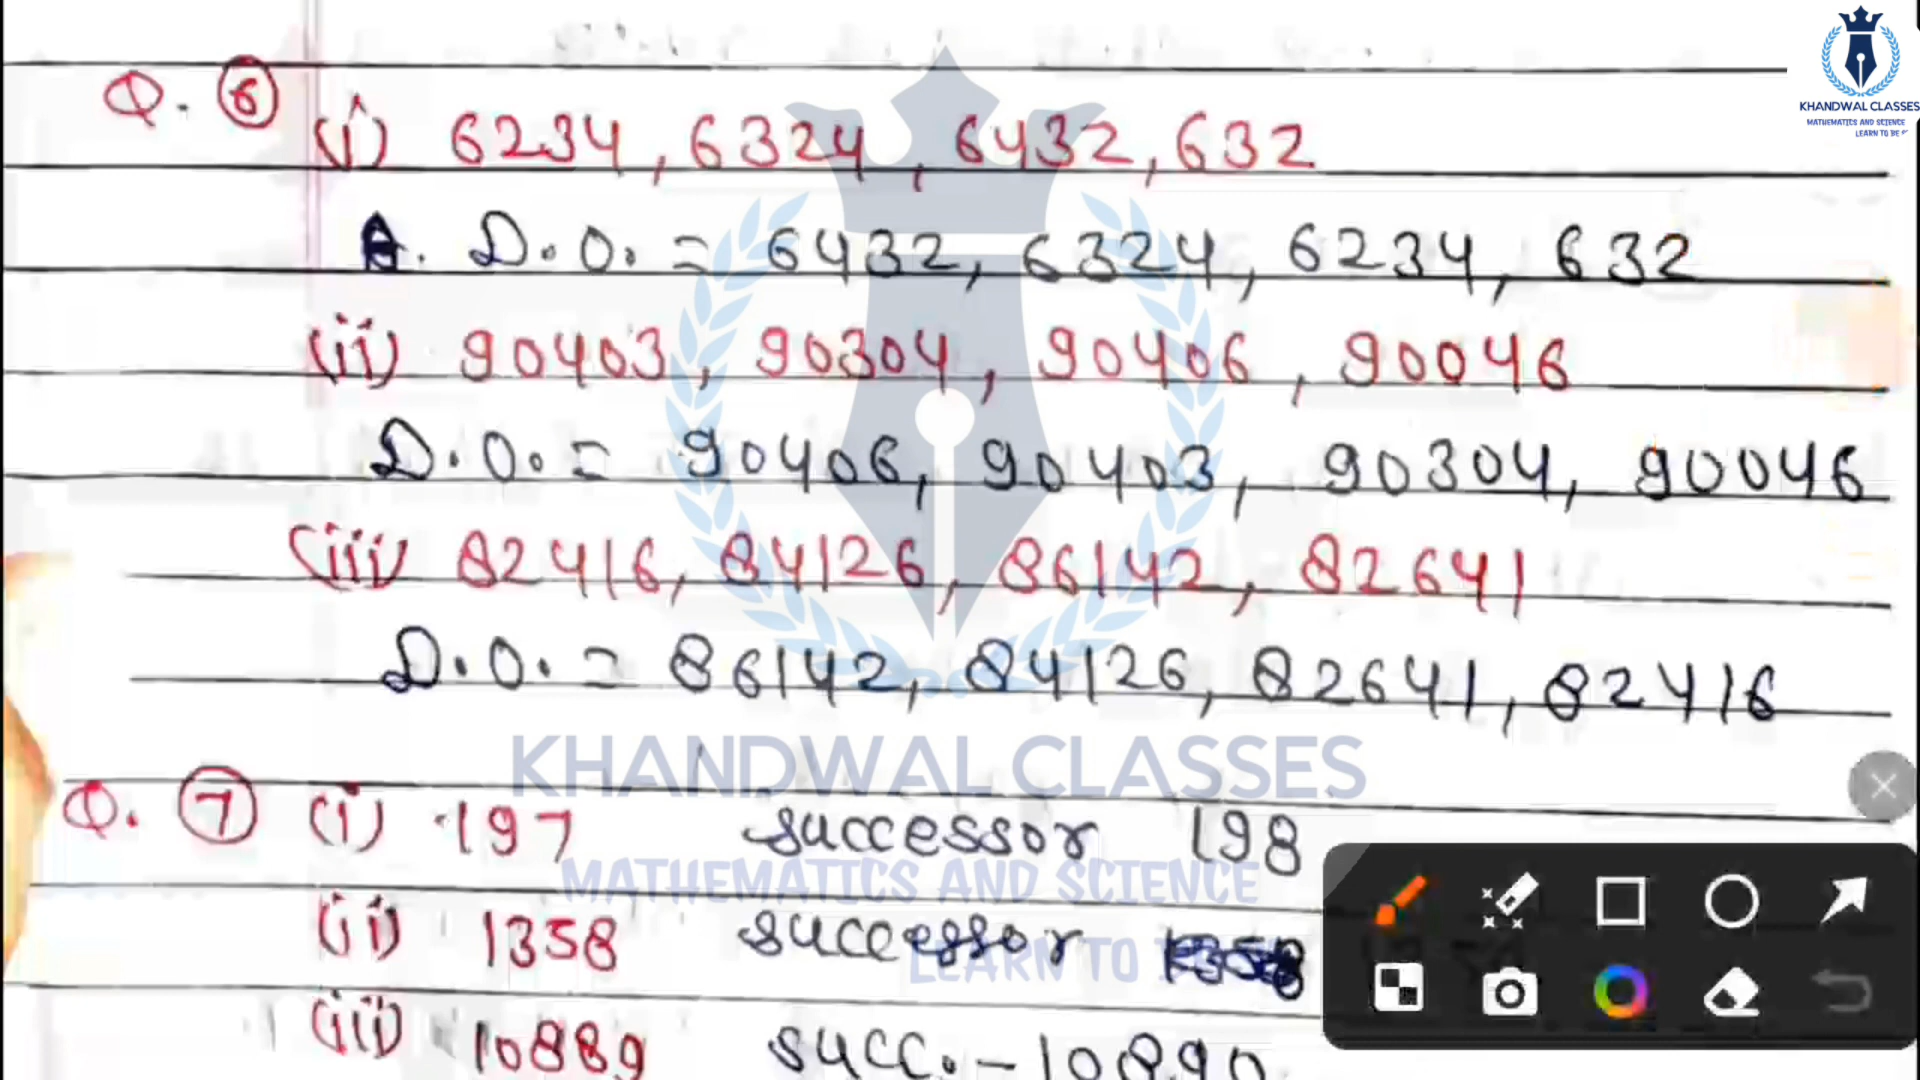 KHANDWAL CLASSES
MATHEMATICS AND SCIENCE
LEARN TO BE
Q. 6 (i) 6234, 6324, 6432, 632
D.O. = 6432, 6324, 6234, 632
(ii) 90403, 90304, 90406, 90046
D.O. = 90406, 90403, 90304, 90046
(iii) 82416, 84126, 86142, 82641
D.O. = 86142, 84126, 82641, 82416
KHANDWAL CLASSES
Q. 7 (i) 197 successor 198
MATHEMATICS AND SCIENCE
(ii) 1358 successor
LEARN TO
(iii) 10889 succ. - 10890